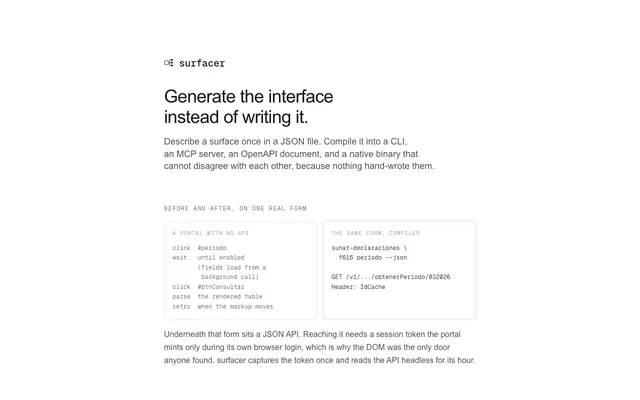 surfacer
Generate the interface
instead of writing it.
Describe a surface once in a JSON file. Compile it into a CLI,
an MCP server, an OpenAPI document, and a native binary that
cannot disagree with each other, because nothing hand-wrote them.
BEFORE AND AFTER, ON ONE REAL FORM
A PORTAL WITH NO API
click #periodo
wait until enabled
(fields load from a
background call)
click #btnConsultar
parse the rendered table
retry when the markup moves
THE SAME FORM, COMPILED
sunat-declaraciones \
f616 periodo --json
GET /v1/.../obtenerPeriodo/032026
Header: IdCache
Underneath that form sits a JSON API. Reaching it needs a session token the portal
mints only during its own browser login, which is why the DOM was the only door
anyone found. surfacer captures the token once and reads the API headless for its hour.